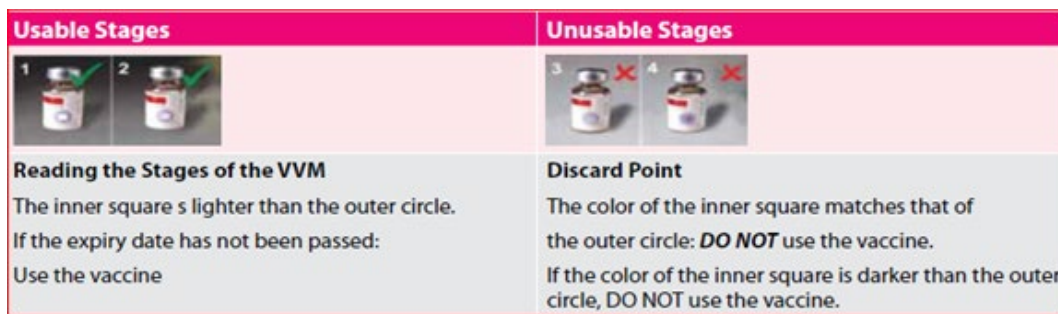 Usable Stages
Unusable Stages
1
2
3
4
Reading the Stages of the VVM
The inner square s lighter than the outer circle.
If the expiry date has not been passed:
Use the vaccine
Discard Point
The color of the inner square matches that of
the outer circle: DO NOT use the vaccine.
If the color of the inner square is darker than the outer
circle, DO NOT use the vaccine.